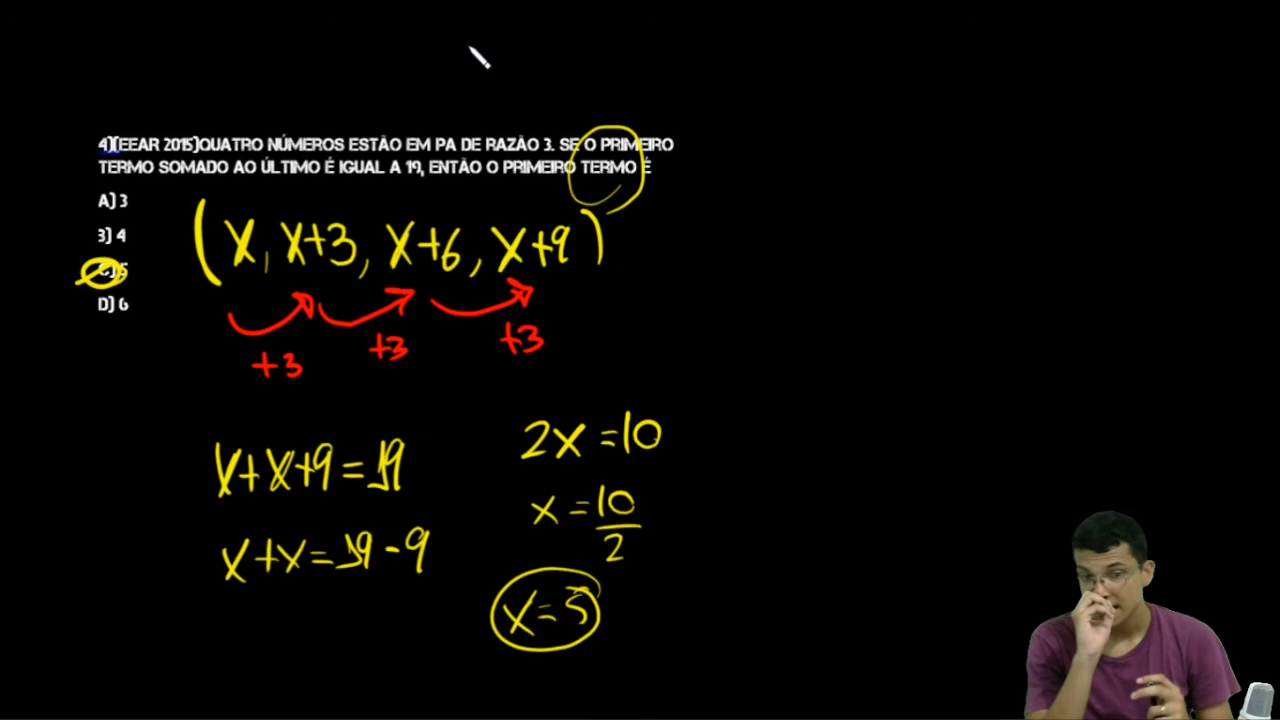 4)(EEAR 2015)QUATRO NÚMEROS ESTÃO EM PA DE RAZÃO 3. SE O PRIMEIRO
TERMO SOMADO AO ÚLTIMO É IGUAL A 19, ENTÃO O PRIMEIRO TERMO É
A) 3
3) 4
C) 5
D) 6
(x, x+3, x+6, x+9)
+3 +3 +3
x+x+9=19
x+x=19-9
2x=10
x=10/2
x=5